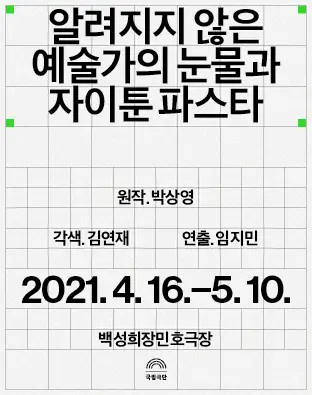 알려지지 않은
예술가의 눈물과
자이툰 파스타
원작. 박상영
각색. 김연재 연출. 임지민
2021. 4. 16.–5. 10.
백성희장민호극장
국립극단